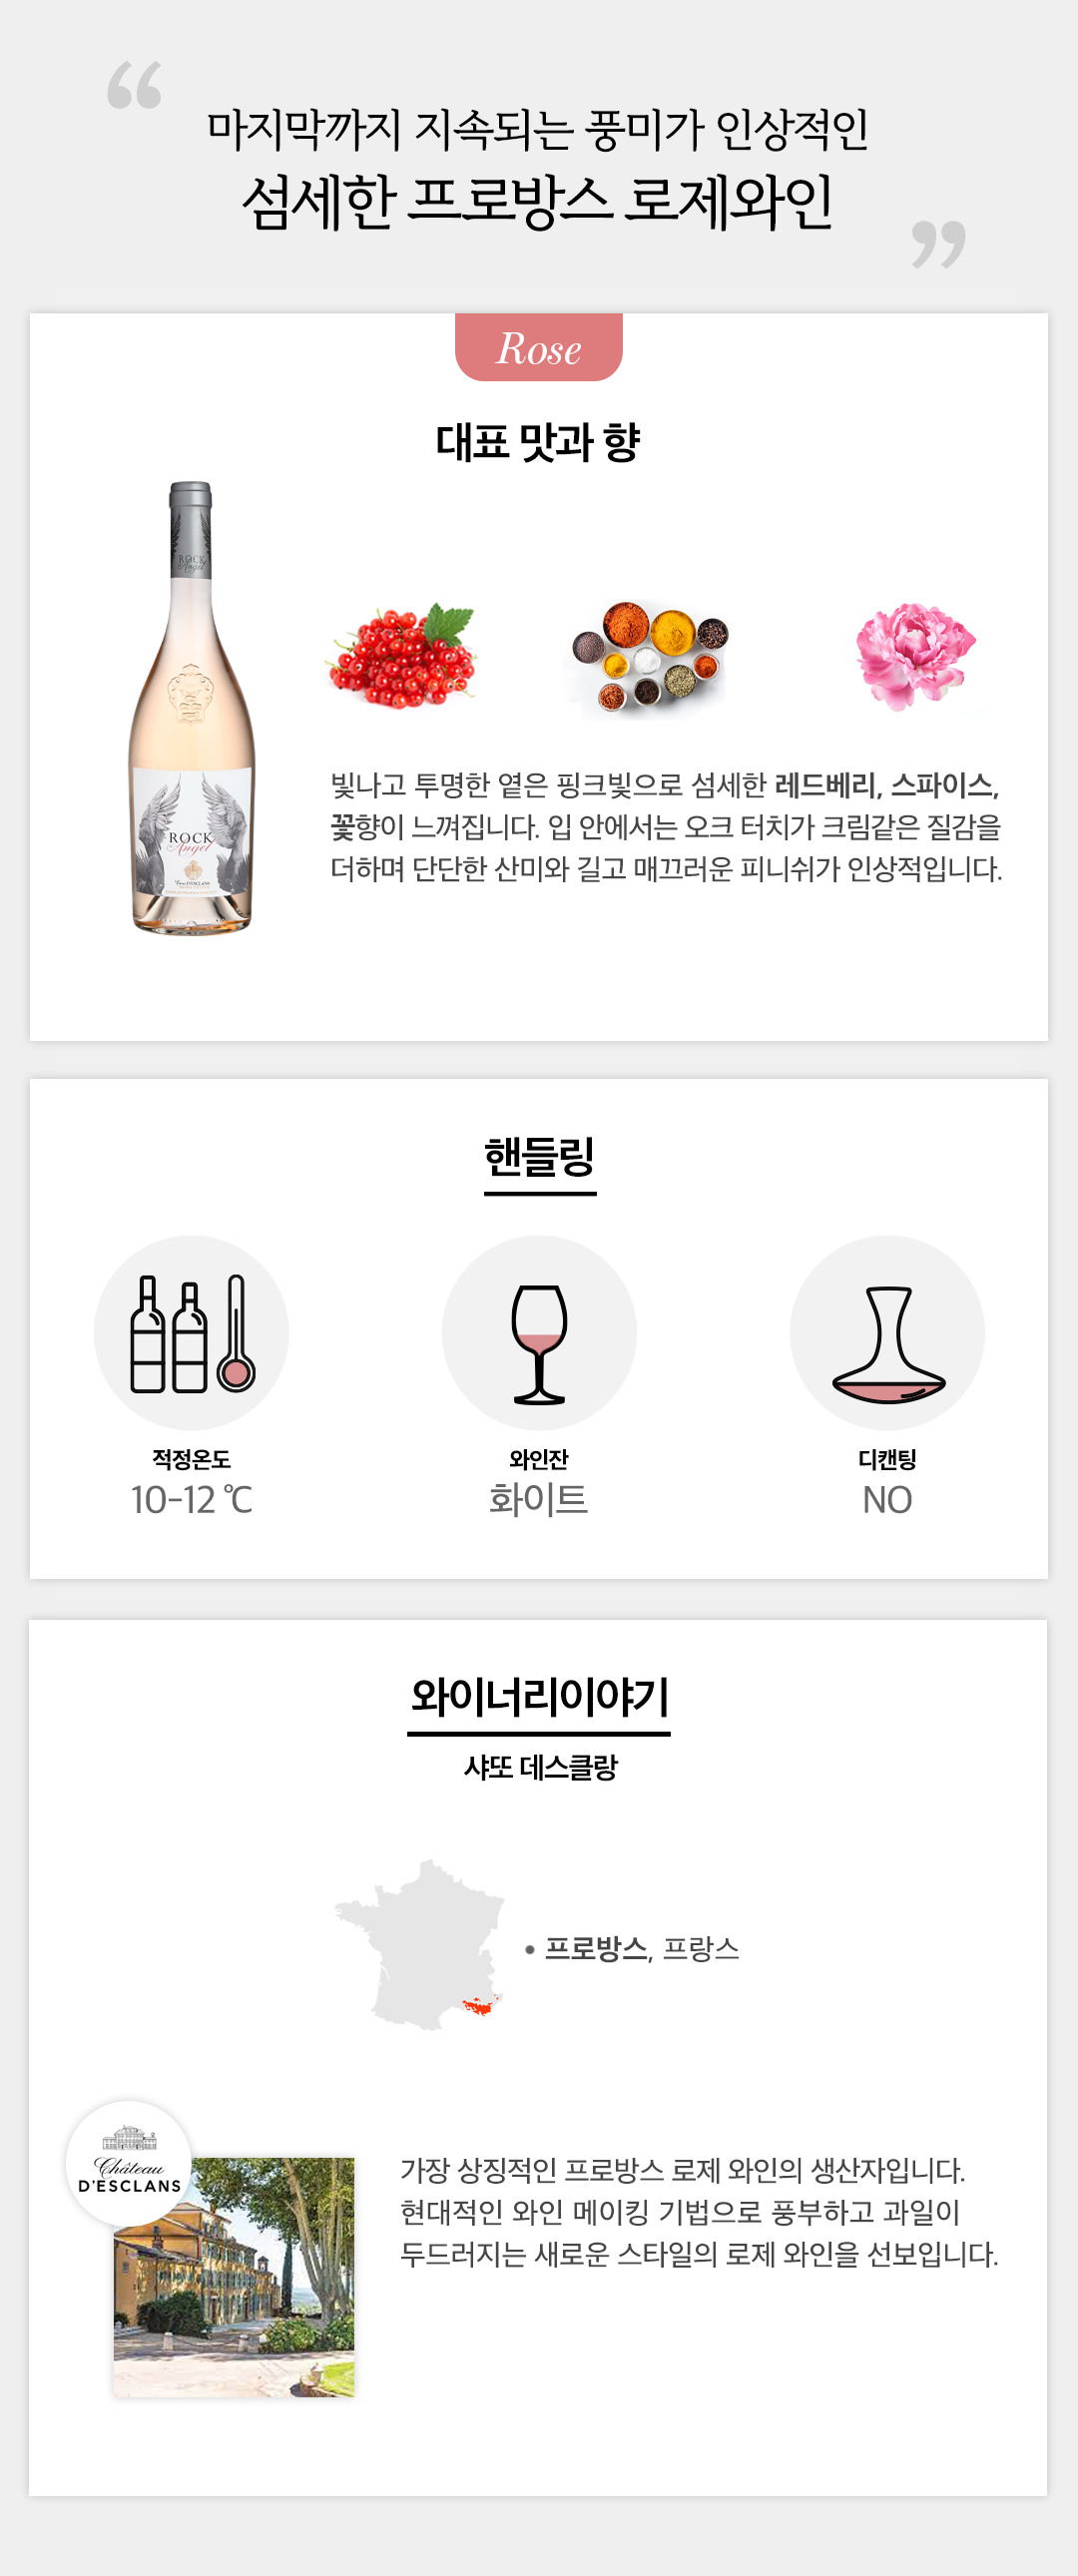 “
마지막까지 지속되는 풍미가 인상적인
섬세한 프로방스 로제와인
”
Rose
대표 맛과 향
ROCK
Angel
ROCK
Angel
D'ESCLANS
빛나고 투명한 옅은 핑크빛으로 섬세한 레드베리, 스파이스,
꽃향이 느껴집니다. 입 안에서는 오크 터치가 크림같은 질감을
더하며 단단한 산미와 길고 매끄러운 피니쉬가 인상적입니다.
핸들링
적정온도
10-12 ℃
와인잔
화이트
디캔팅
NO
와이너리이야기
샤또 데스클랑
• 프로방스, 프랑스
Château
D'ESCLANS
가장 상징적인 프로방스 로제 와인의 생산자입니다.
현대적인 와인 메이킹 기법으로 풍부하고 과일이
두드러지는 새로운 스타일의 로제 와인을 선보입니다.